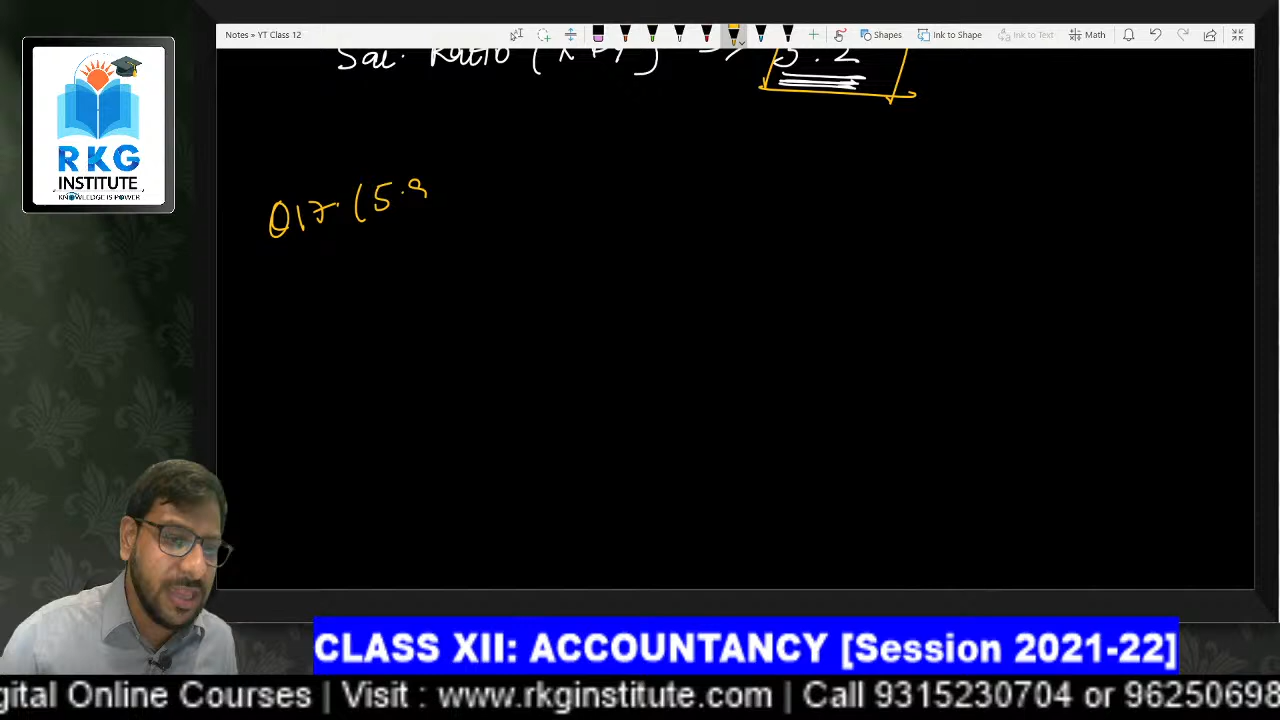 Notes » YT Class 12
Shapes
Ink to Shape
Ink to Text
Math
Sac. Ratio ( X & Y ) → 3 : 2
RKG
INSTITUTE
KNOWLEDGE IS POWER
Q17. (5.9
CLASS XII: ACCOUNTANCY [Session 2021-22]
gital Online Courses | Visit : www.rkginstitute.com | Call 9315230704 or 96250698